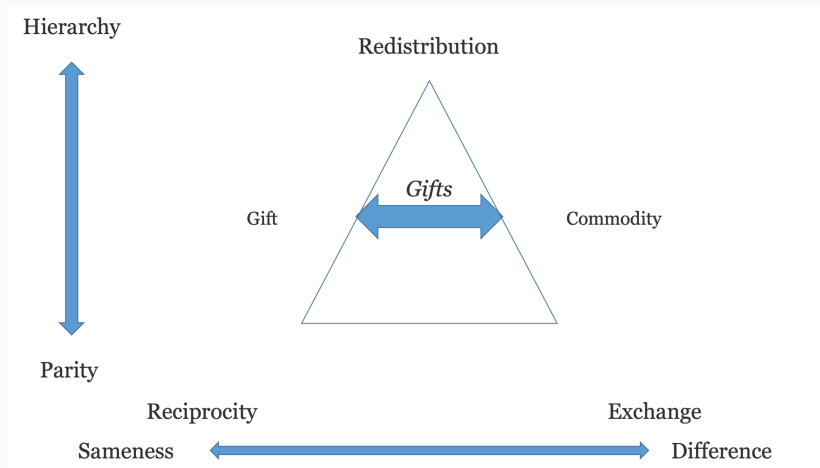 Hierarchy
Redistribution
Gifts
Gift
Commodity
Parity
Reciprocity
Exchange
Sameness
Difference